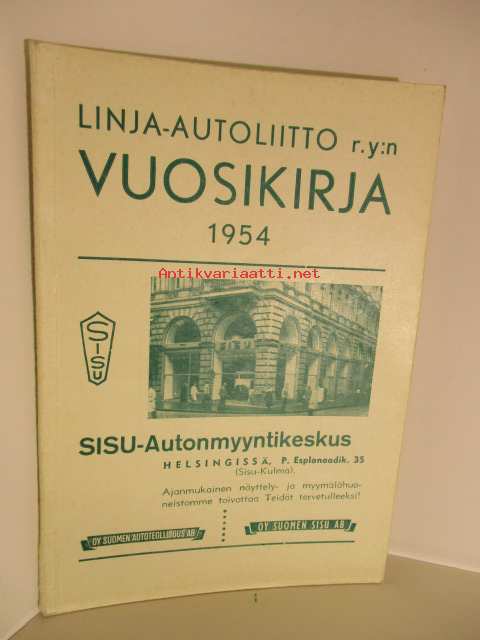 LINJA-AUTOLIITTO r.y:n
VUOSIKIRJA
1954
Antikvariaatti.net
SISU
SISU
SISU-Autonmyyntikeskus
HELSINGISSÄ, P. Esplanaadik. 35
(Sisu-Kulma).
Ajanmukainen näyttely- ja myymälähuo-
neistomme toivottaa Teidät tervetulleeksi!
OY SUOMEN AUTOTEOLLISUUS AB
OY SUOMEN SISU AB